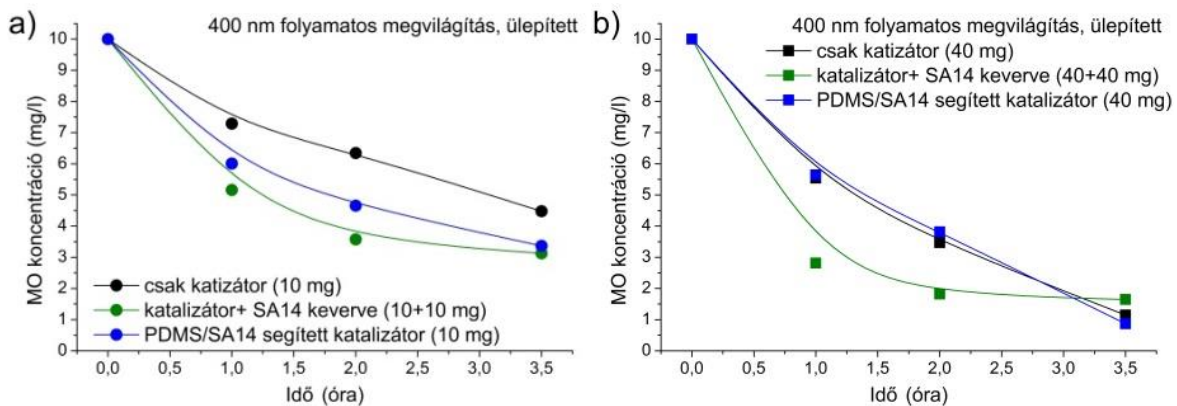 a)
400 nm folyamatos megvilágítás, ülepített
10
9
8
7
6
5
4
3
2
1
0
MO koncentráció (mg/l)
csak katizátor (10 mg)
katalizátor+ SA14 keverve (10+10 mg)
PDMS/SA14 segített katalizátor (10 mg)
0,0 0,5 1,0 1,5 2,0 2,5 3,0 3,5
Idő (óra)
b)
400 nm folyamatos megvilágítás, ülepített
csak katizátor (40 mg)
katalizátor+ SA14 keverve (40+40 mg)
PDMS/SA14 segített katalizátor (40 mg)
10
9
8
7
6
5
4
3
2
1
0
MO koncentráció (mg/l)
0,0 0,5 1,0 1,5 2,0 2,5 3,0 3,5
Idő (óra)